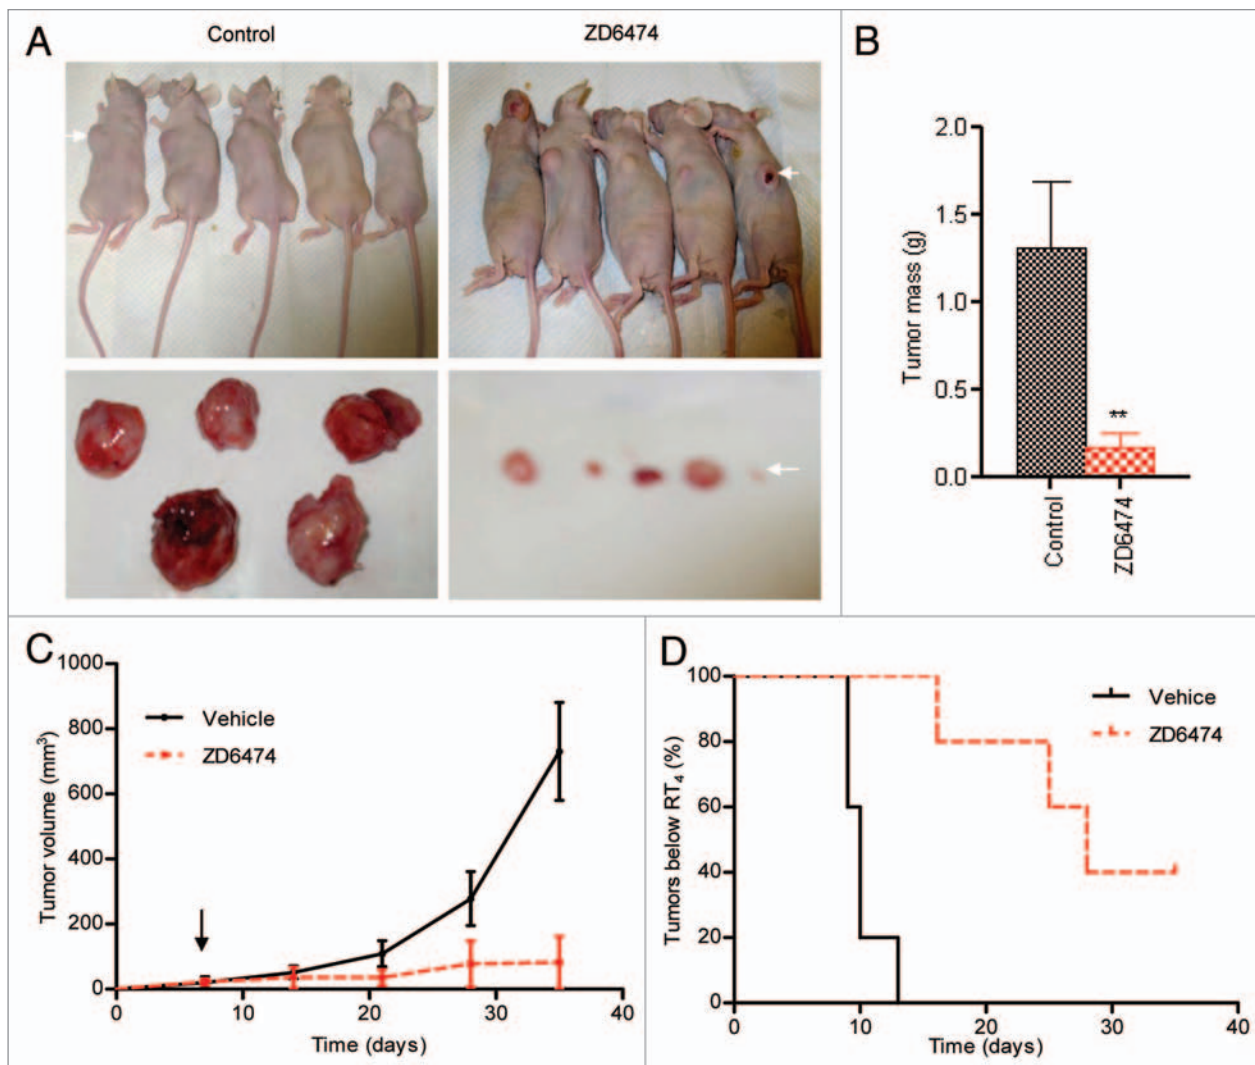 A
Control
ZD6474
B
2.0
1.5
1.0
0.5
0.0
Tumor mass (g)
**
Control
ZD6474
C
1000
800
600
400
200
0
Tumor volume (mm³)
Vehicle
ZD6474
0 10 20 30 40
Time (days)
D
100
80
60
40
20
0
Tumors below RT₄ (%)
Vehice
ZD6474
0 10 20 30 40
Time (days)